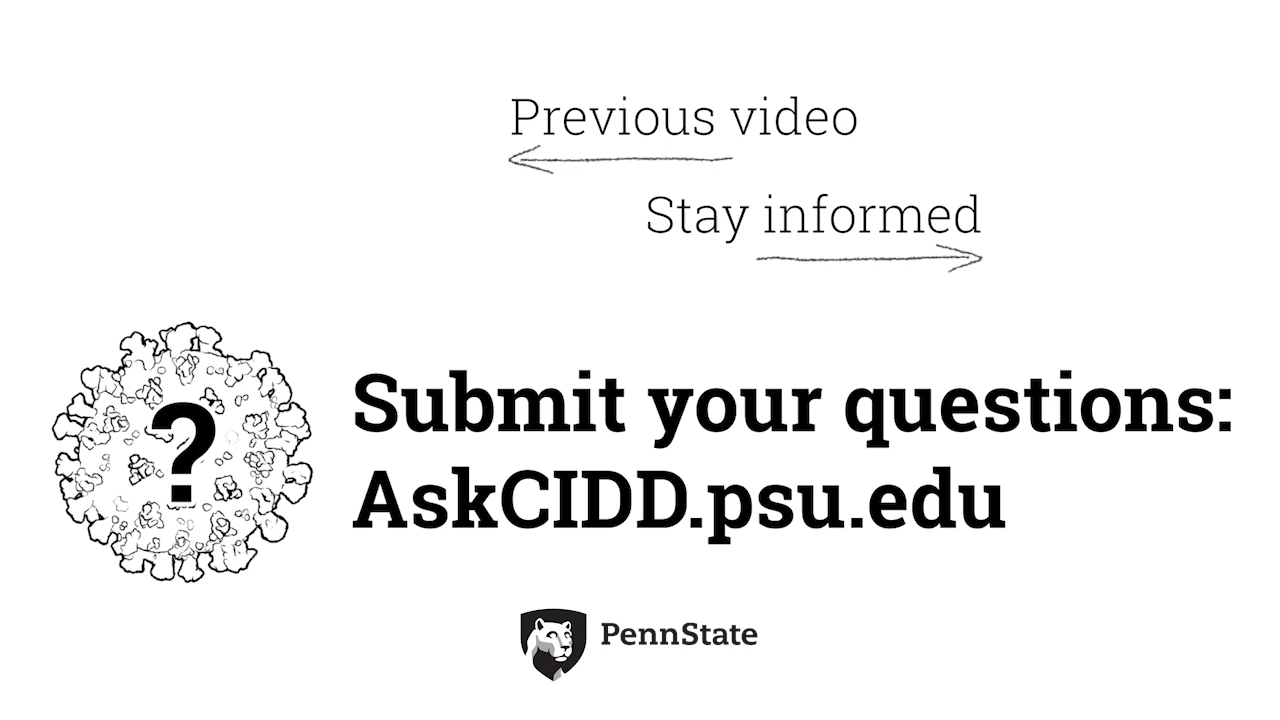 Previous video
Stay informed
?
Submit your questions:
AskCIDD.psu.edu
PennState